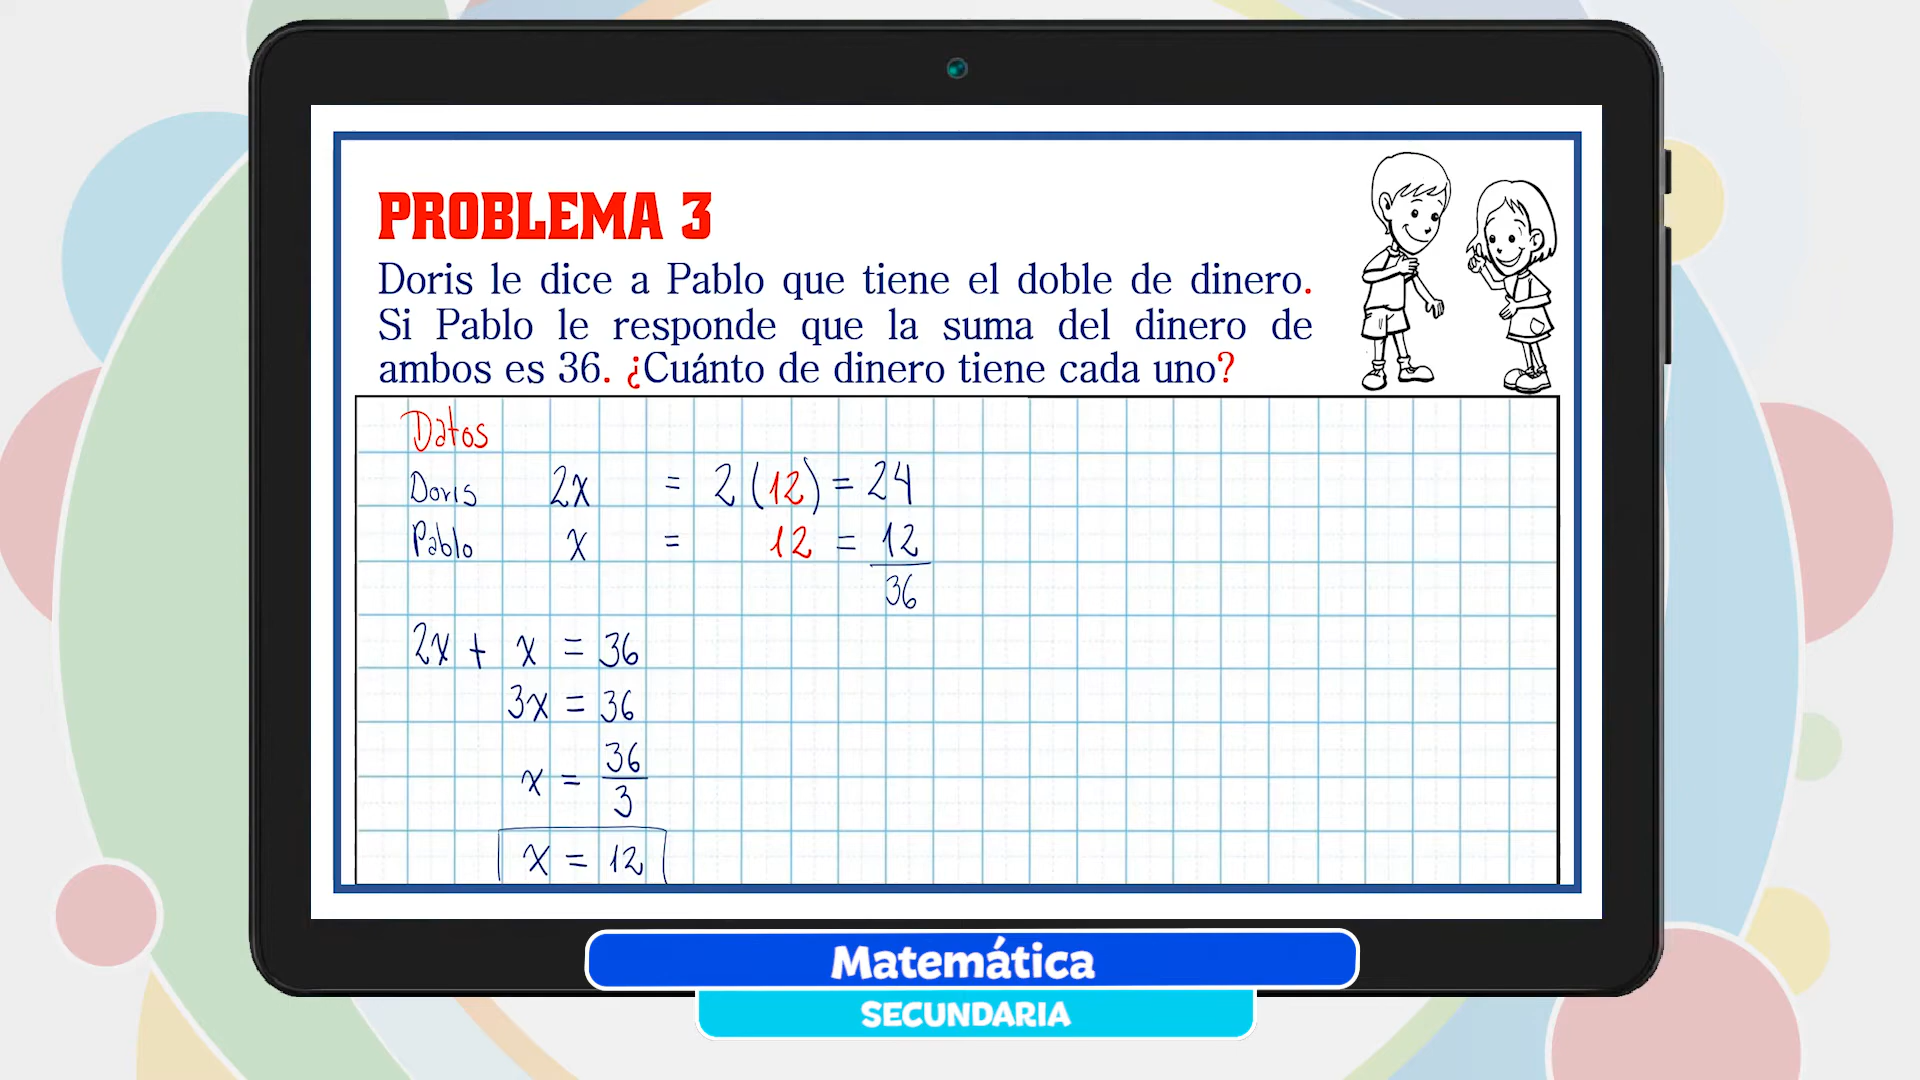 PROBLEMA 3
Doris le dice a Pablo que tiene el doble de dinero.
Si Pablo le responde que la suma del dinero de
ambos es 36. ¿Cuánto de dinero tiene cada uno?
Datos
Doris 2x = 2 (12) = 24
Pablo x = 12 = 12
36
2x + x = 36
3x = 36
x = 36/3
x = 12
Matemática
SECUNDARIA